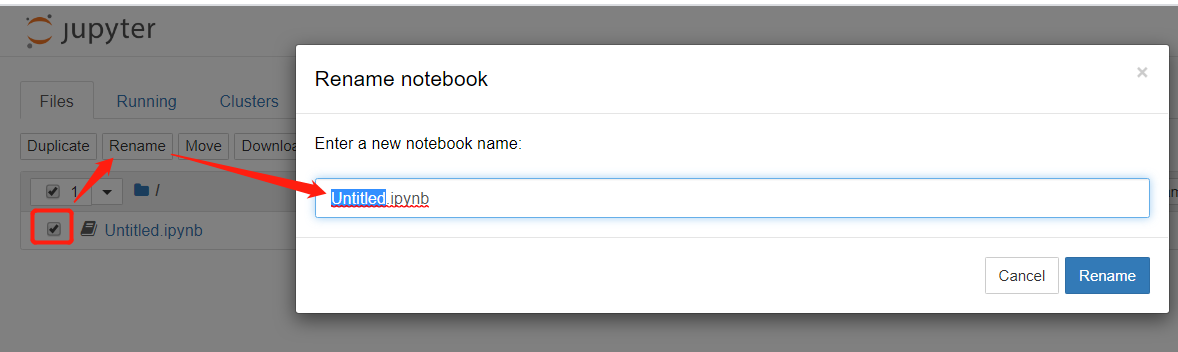 jupyter
Files Running Clusters
Duplicate Rename Move Downloa
1 /
Untitled.ipynb
Rename notebook
×
Enter a new notebook name:
Untitled.ipynb
Cancel Rename